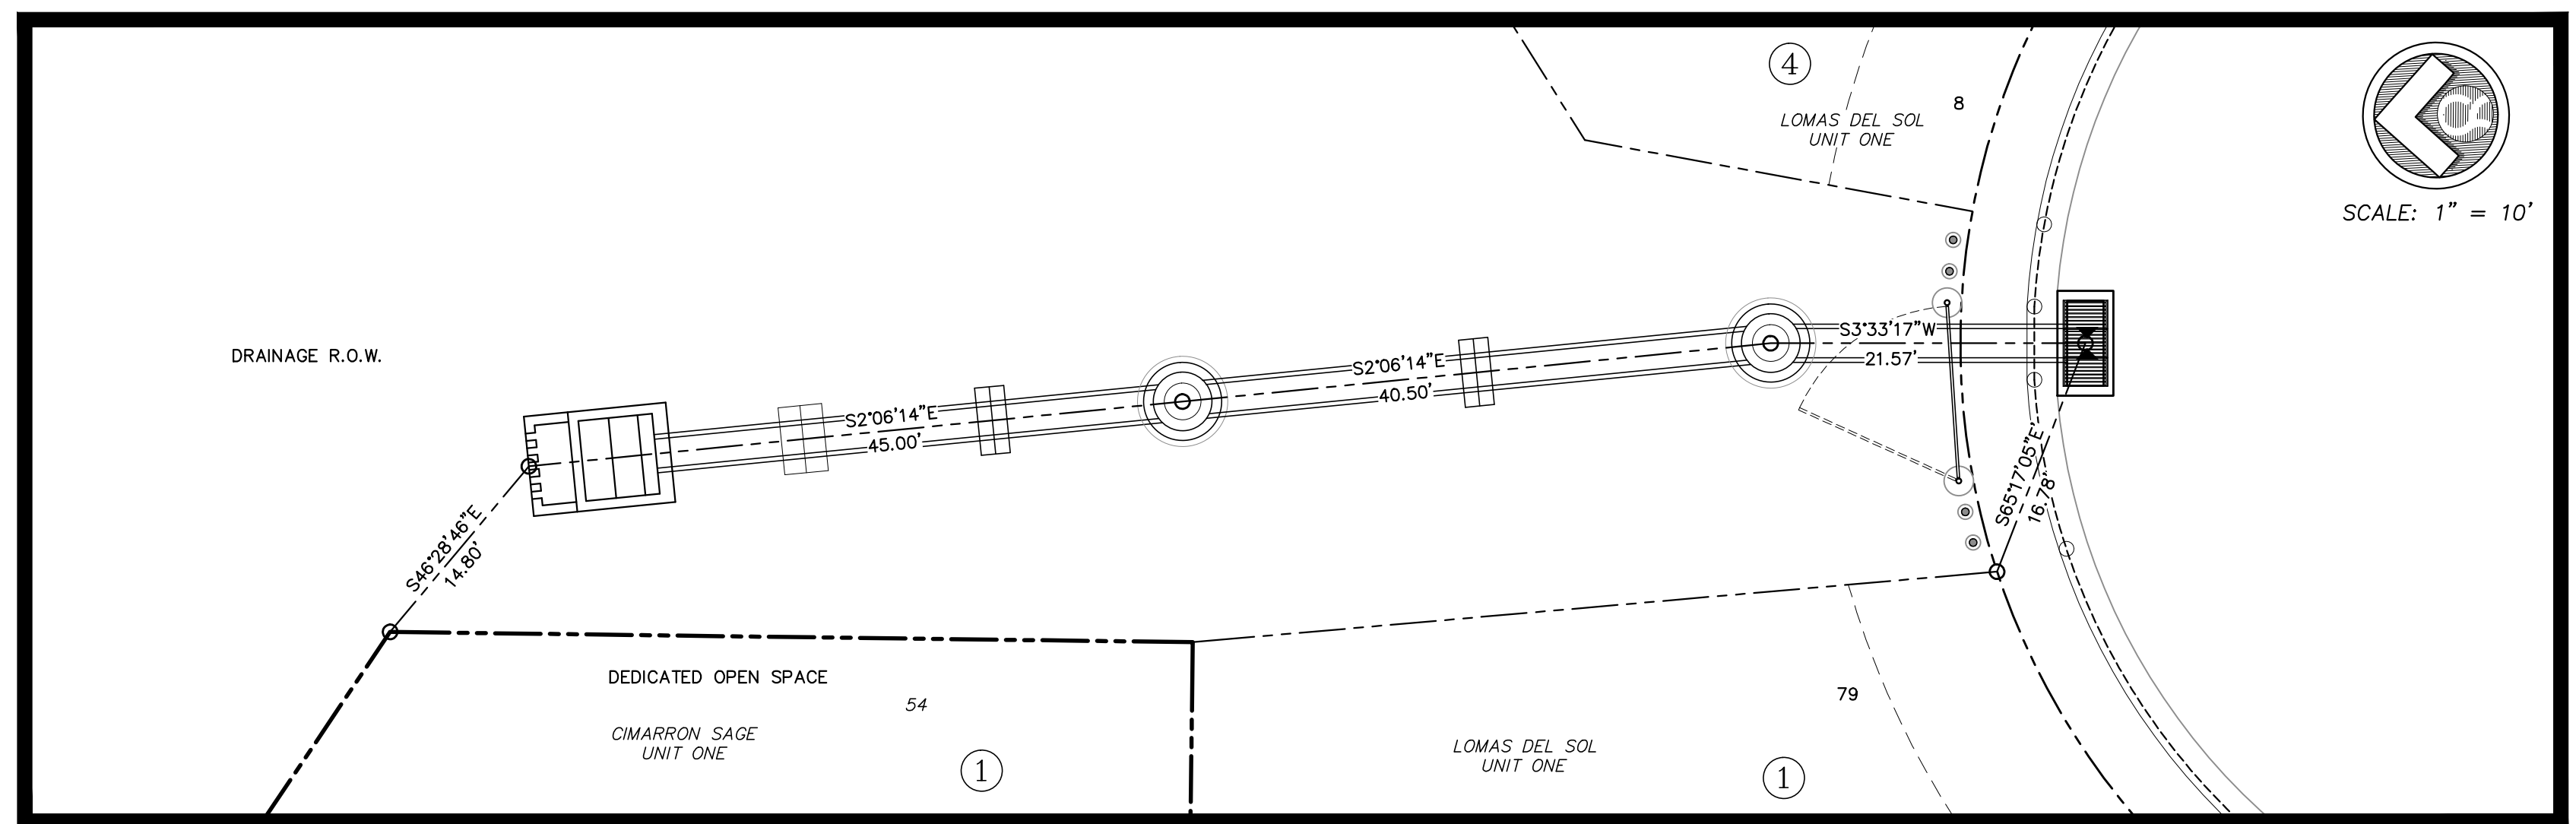 4
8
LOMAS DEL SOL
UNIT ONE
SCALE: 1" = 10'
DRAINAGE R.O.W.
S3°33'17"W
21.57'
S2°06'14"E
40.50'
S2°06'14"E
45.00'
S65°17'05"E
16.78'
S46°28'46"E
14.80'
DEDICATED OPEN SPACE
54
CIMARRON SAGE
UNIT ONE
1
79
LOMAS DEL SOL
UNIT ONE
1